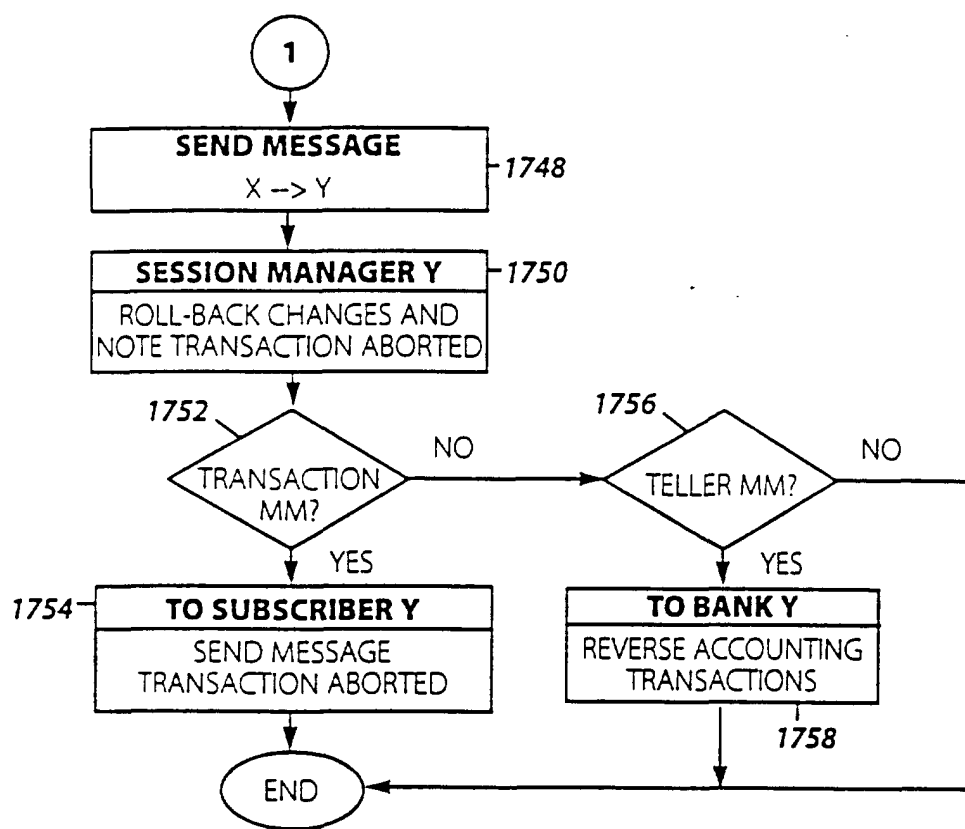 1
SEND MESSAGE
X --> Y
1748
SESSION MANAGER Y
1750
ROLL-BACK CHANGES AND
NOTE TRANSACTION ABORTED
1752
TRANSACTION
MM?
NO
YES
1756
TELLER MM?
NO
YES
1754
TO SUBSCRIBER Y
SEND MESSAGE
TRANSACTION ABORTED
TO BANK Y
REVERSE ACCOUNTING
TRANSACTIONS
1758
END